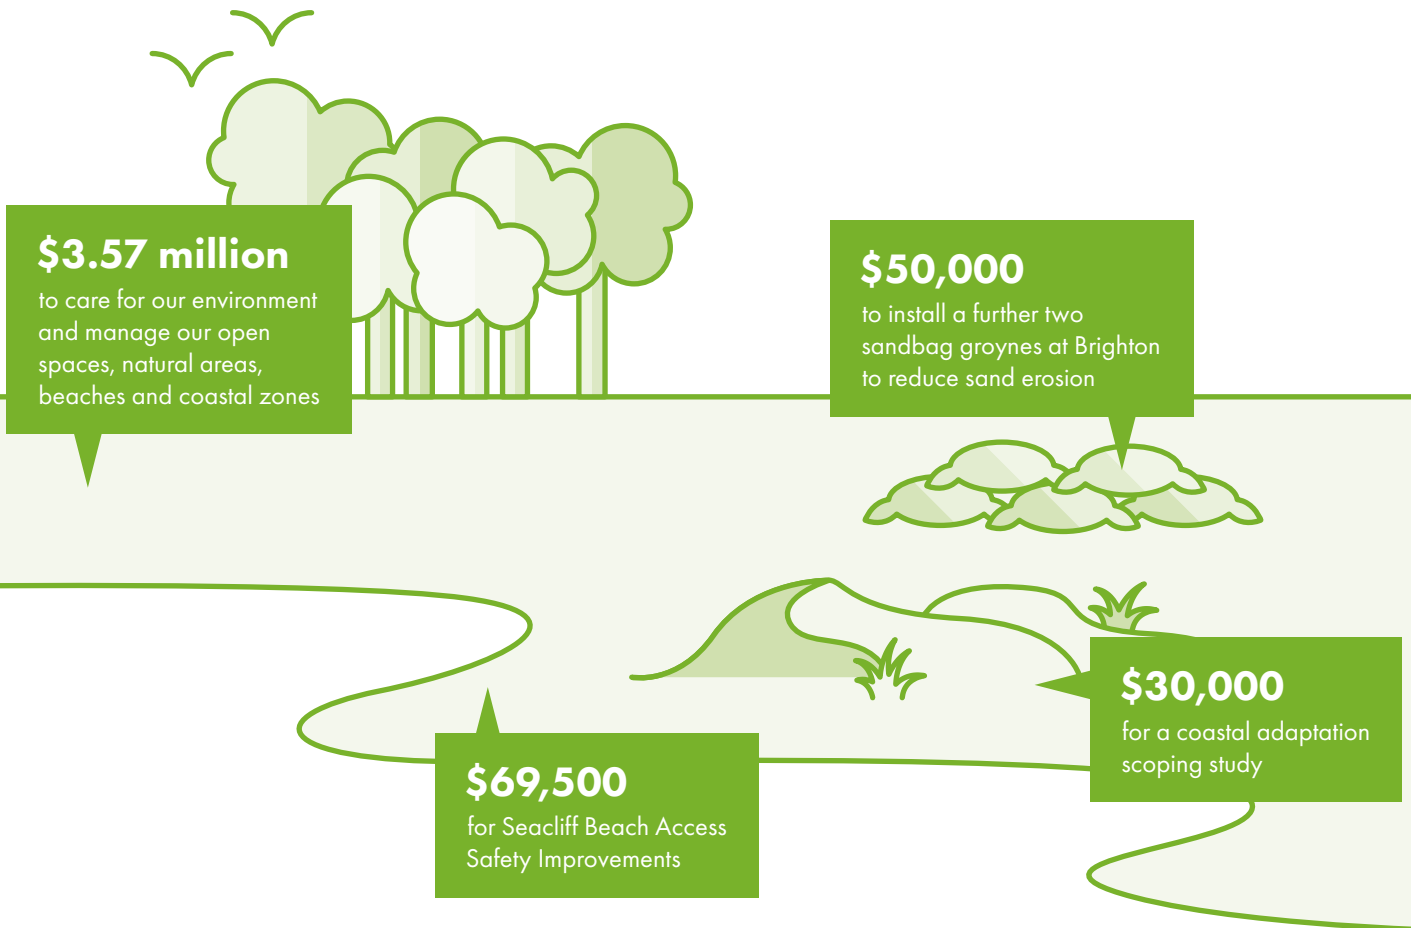 $3.57 million
to care for our environment
and manage our open
spaces, natural areas,
beaches and coastal zones
$50,000
to install a further two
sandbag groynes at Brighton
to reduce sand erosion
$69,500
for Seacliff Beach Access
Safety Improvements
$30,000
for a coastal adaptation
scoping study